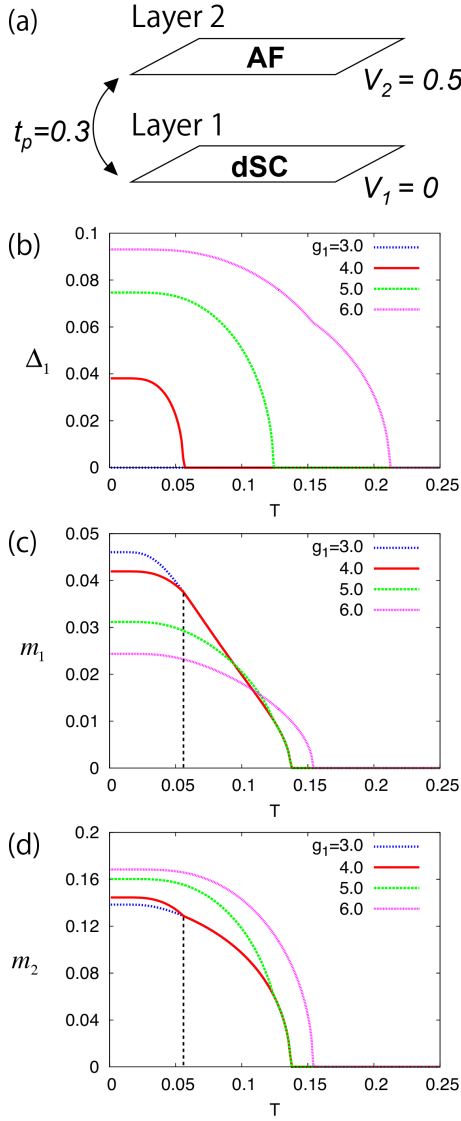 (a)
Layer 2
AF
V2 = 0.5
tp=0.3
Layer 1
dSC
V1 = 0
(b)
0.1
0.08
0.06
0.04
0.02
0
Δ1
g1=3.0
4.0
5.0
6.0
0 0.05 0.1 0.15 0.2 0.25
T
(c)
0.05
0.04
0.03
0.02
0.01
0
m1
g1=3.0
4.0
5.0
6.0
0 0.05 0.1 0.15 0.2 0.25
T
(d)
0.2
0.16
0.12
0.08
0.04
0
m2
g1=3.0
4.0
5.0
6.0
0 0.05 0.1 0.15 0.2 0.25
T